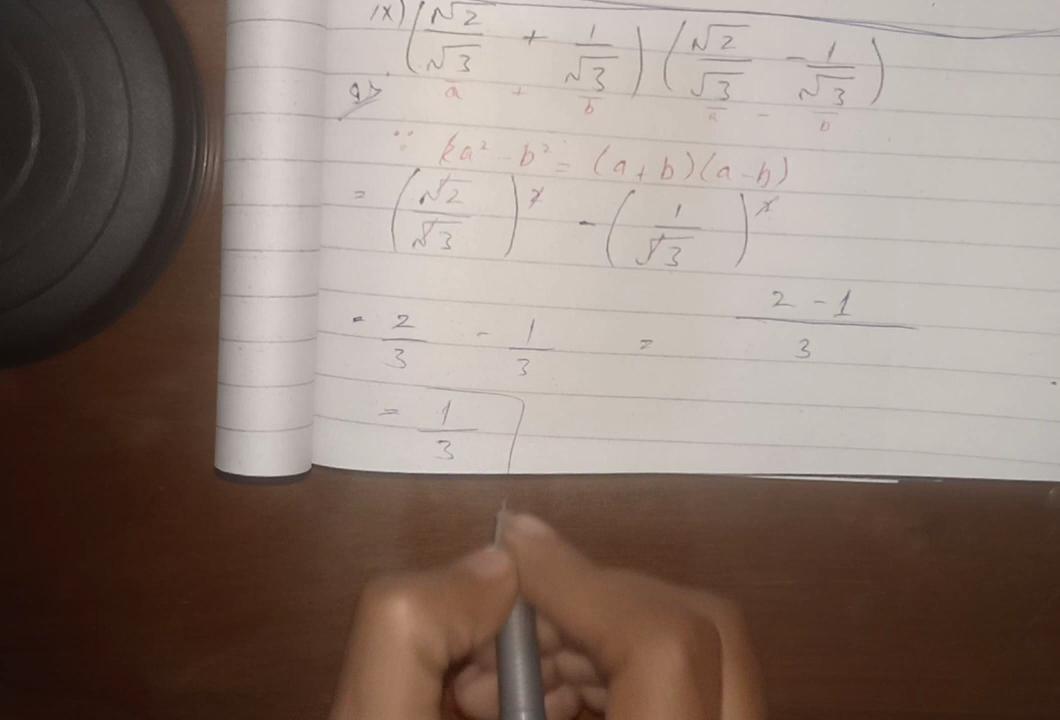 ix) (√2/√3 + 1/√3) (√2/√3 - 1/√3)
a + b a - b
∵ a² - b² = (a + b)(a - b)
= (√2/√3)² - (1/√3)²
= 2/3 - 1/3 = 2 - 1/3
= 1/3